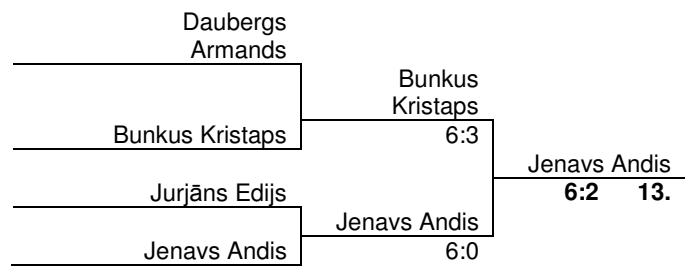 Daubergs
Armands
Bunkus Kristaps
Bunkus
Kristaps
6:3
Jurjāns Edijs
Jenavs Andis
Jenavs Andis
6:0
Jenavs Andis
6:2 13.